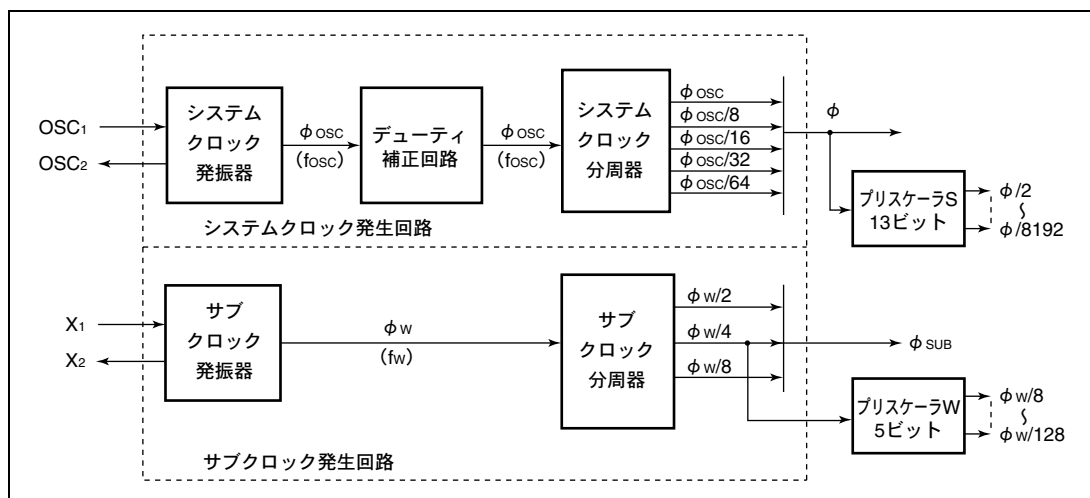 OSC1
OSC2
システム
クロック
発振器
φOSC
(fOSC)
デューティ
補正回路
φOSC
(fOSC)
システム
クロック
分周器
φOSC
φOSC/8
φOSC/16
φOSC/32
φOSC/64
φ
プリスケーラS
13ビット
φ/2
~
φ/8192
システムクロック発生回路
X1
X2
サブ
クロック
発振器
φW
(fW)
サブ
クロック
分周器
φW/2
φW/4
φW/8
φSUB
プリスケーラW
5ビット
φW/8
~
φW/128
サブクロック発生回路